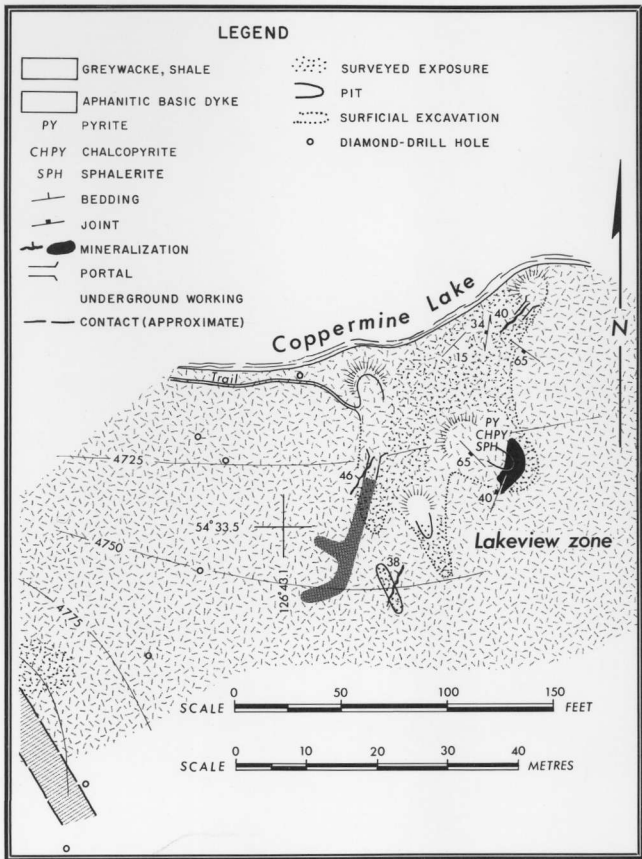 LEGEND
GREYWACKE, SHALE
APHANITIC BASIC DYKE
PY PYRITE
CHPY CHALCOPYRITE
SPH SPHALERITE
BEDDING
JOINT
MINERALIZATION
PORTAL
UNDERGROUND WORKING
CONTACT (APPROXIMATE)
SURVEYED EXPOSURE
PIT
SURFICIAL EXCAVATION
DIAMOND-DRILL HOLE
N
Coppermine Lake
40
34
15
65
Trail
PY
CHPY
SPH
4725
46
65
40
54°33.5'
Lakeview zone
4750
126°43.1
38
4775
SCALE 0 50 100 150 FEET
SCALE 0 10 20 30 40 METRES